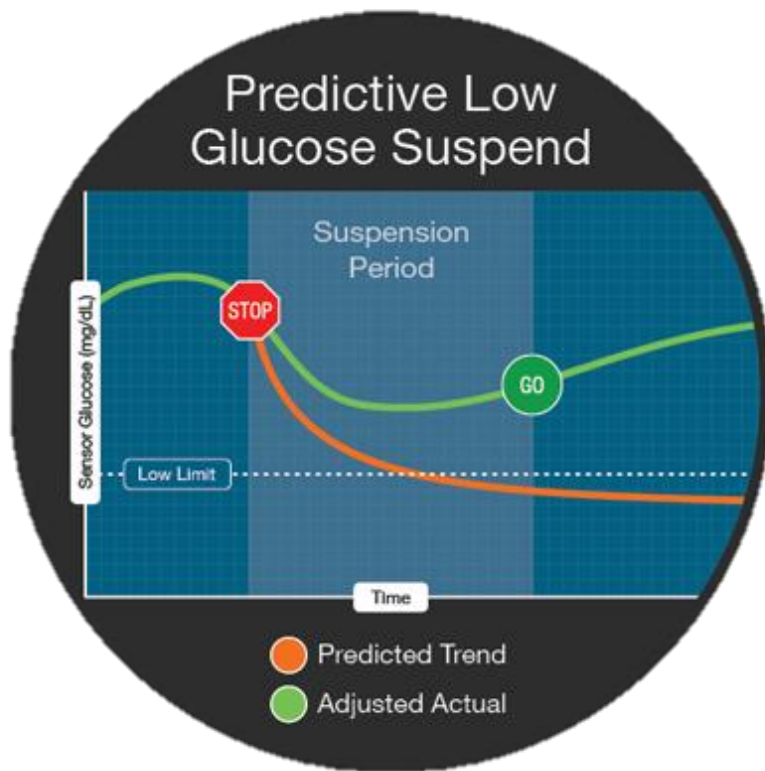 Predictive Low
Glucose Suspend
Suspension
Period
STOP
GO
Sensor Glucose (mg/dL)
Low Limit
Time
Predicted Trend
Adjusted Actual